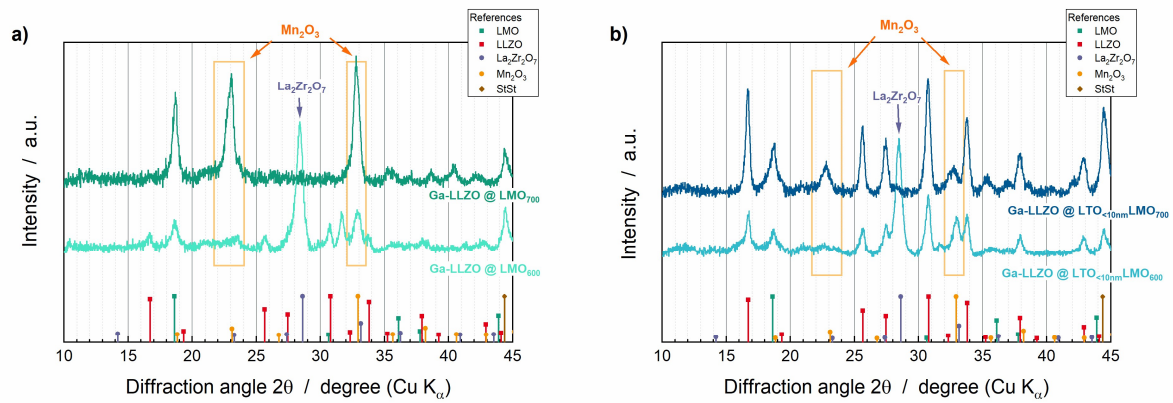 a)
Mn₂O₃
La₂Zr₂O₇
References
LMO
LLZO
La₂Zr₂O₇
Mn₂O₃
StSt
Intensity / a.u.
Ga-LLZO @ LMO₇₀₀
Ga-LLZO @ LMO₆₀₀
10 15 20 25 30 35 40 45
Diffraction angle 2θ / degree (Cu Kα)
b)
Mn₂O₃
La₂Zr₂O₇
References
LMO
LLZO
La₂Zr₂O₇
Mn₂O₃
StSt
Intensity / a.u.
Ga-LLZO @ LTO<10nmLMO₇₀₀
Ga-LLZO @ LTO<10nmLMO₆₀₀
10 15 20 25 30 35 40 45
Diffraction angle 2θ / degree (Cu Kα)